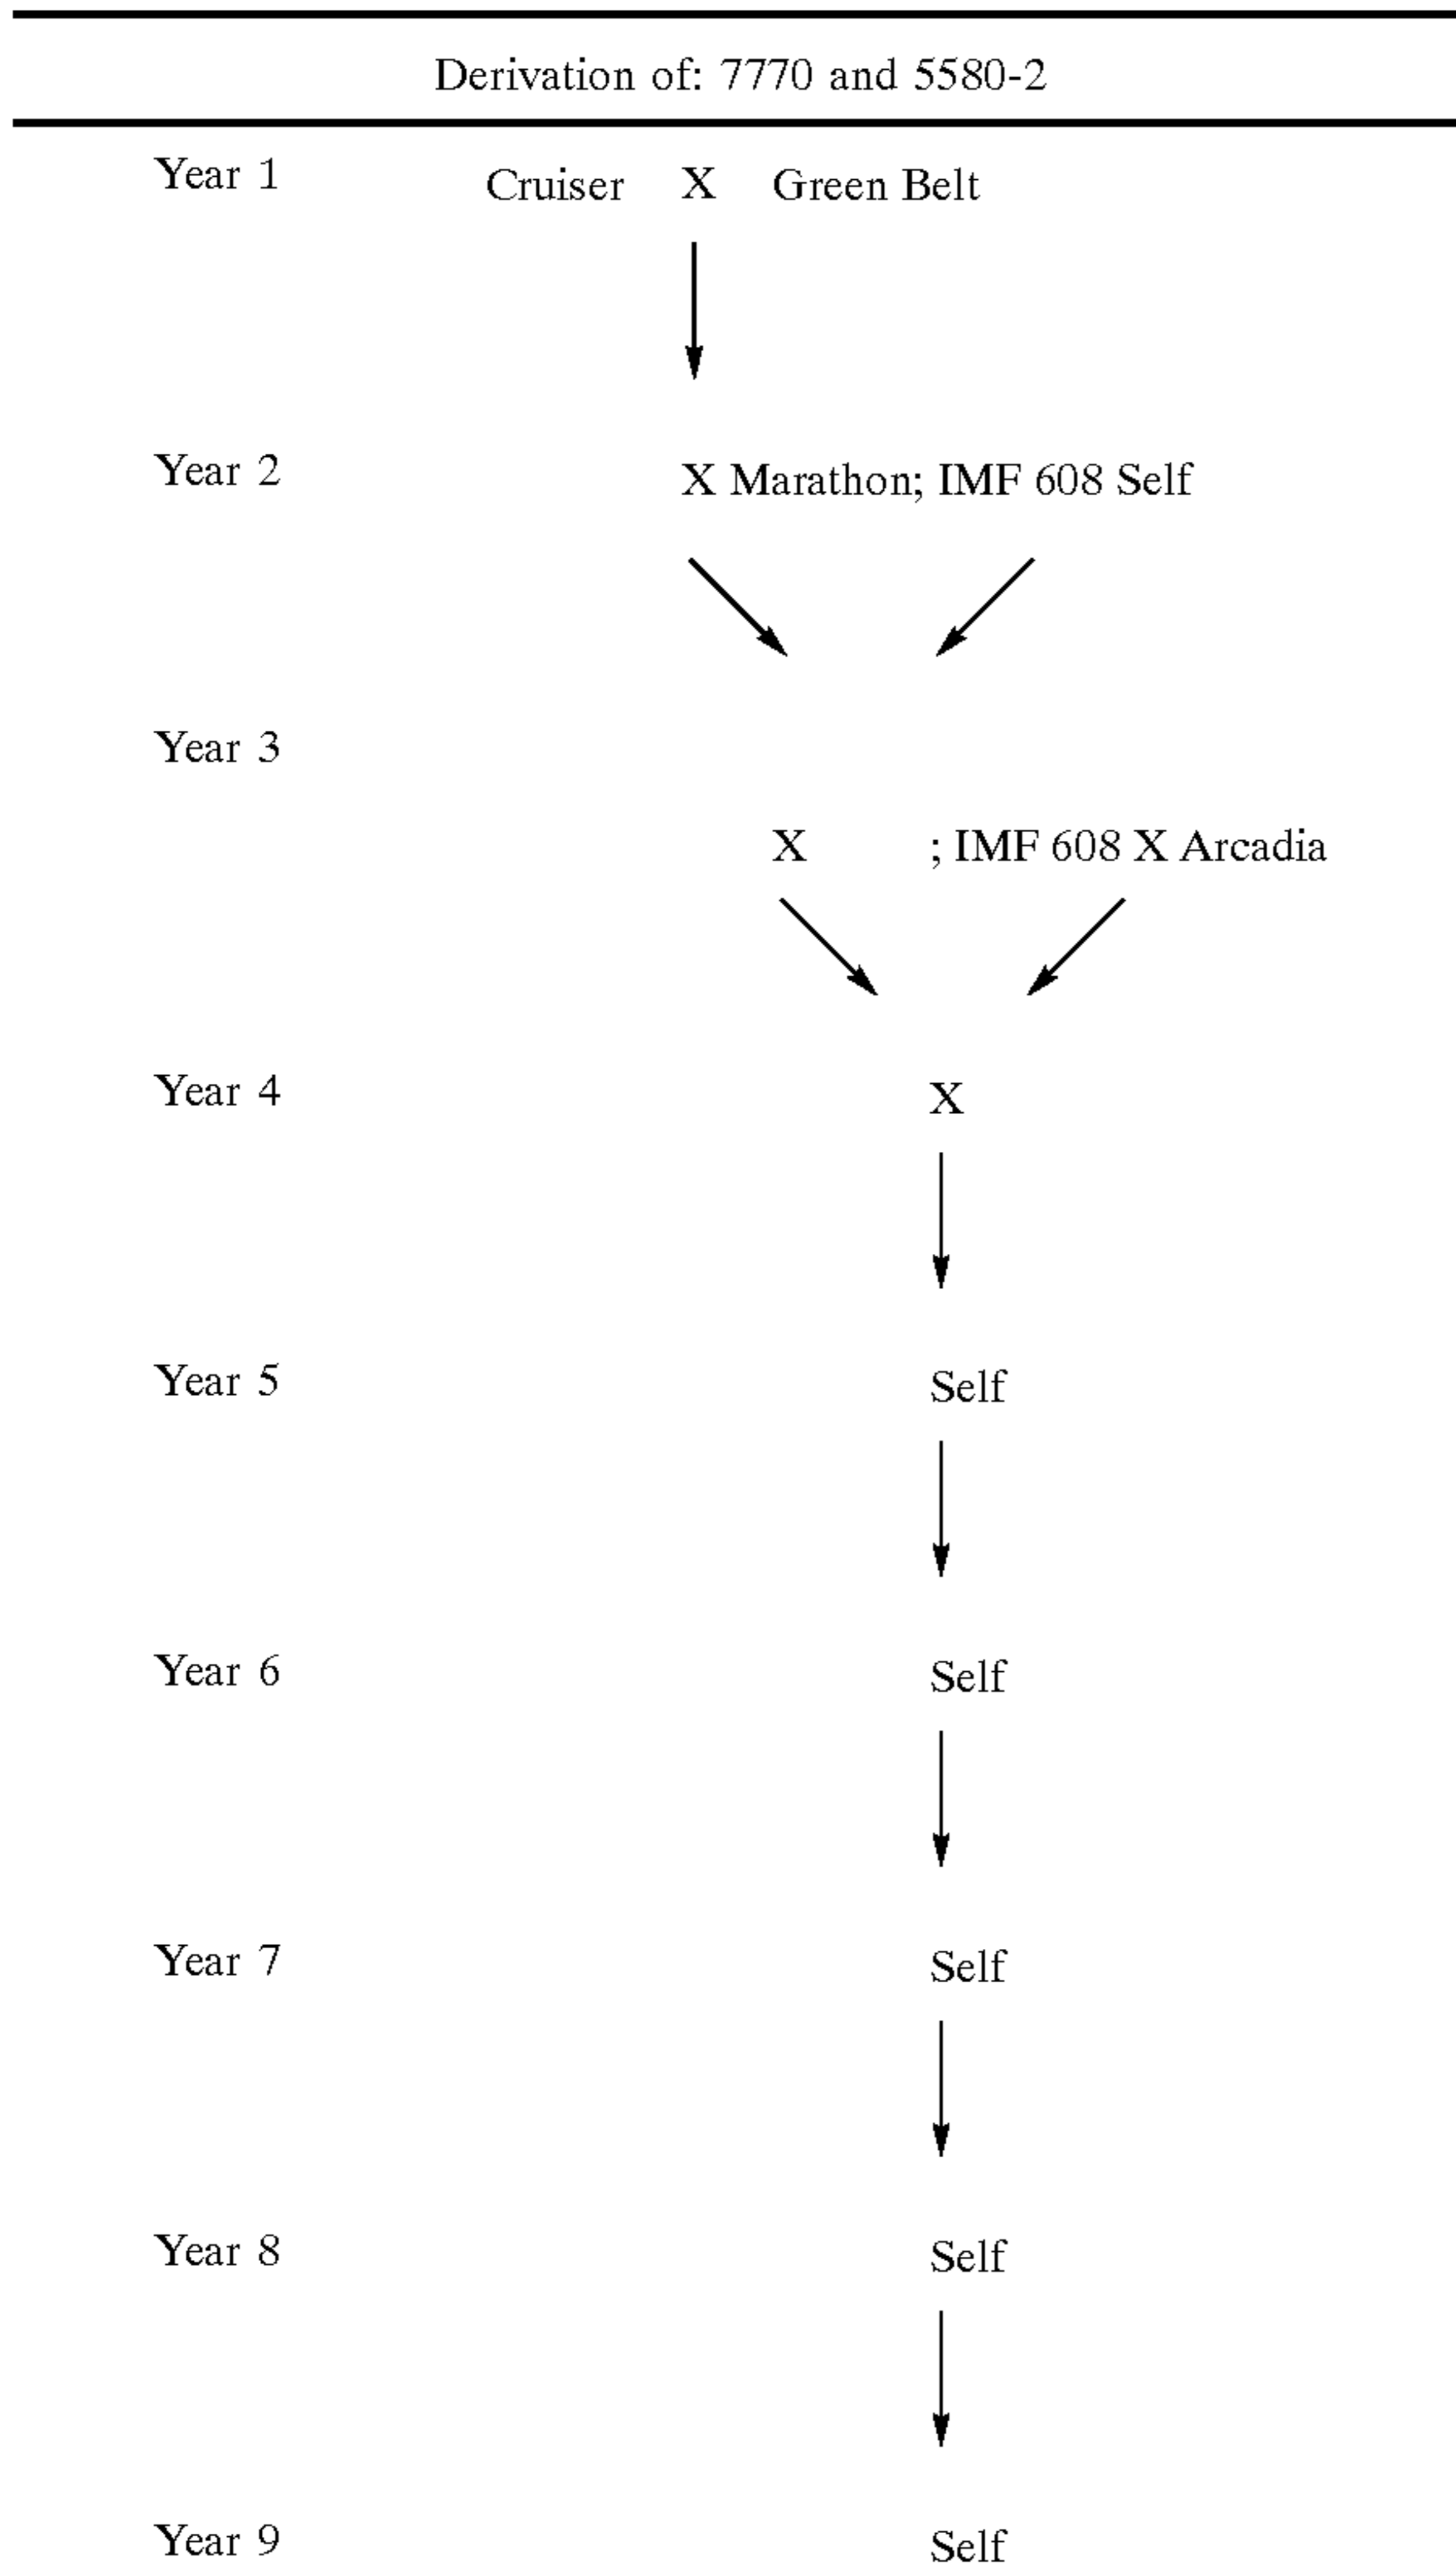 Derivation of: 7770 and 5580-2
Year 1 Cruiser X Green Belt
Year 2 X Marathon; IMF 608 Self
Year 3
X ; IMF 608 X Arcadia
Year 4 X
Year 5 Self
Year 6 Self
Year 7 Self
Year 8 Self
Year 9 Self